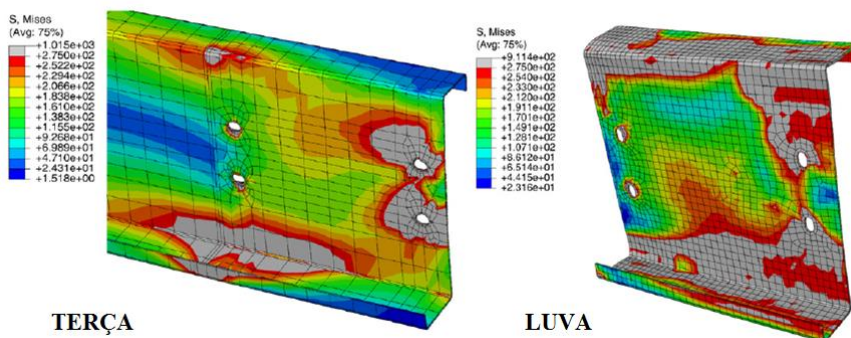 S, Mises
(Avg: 75%)
+1.015e+03
+2.750e+02
+2.522e+02
+2.294e+02
+2.066e+02
+1.838e+02
+1.610e+02
+1.383e+02
+1.155e+02
+9.268e+01
+6.989e+01
+4.710e+01
+2.431e+01
+1.518e+00
S, Mises
(Avg: 75%)
+9.114e+02
+2.750e+02
+2.540e+02
+2.330e+02
+2.120e+02
+1.911e+02
+1.701e+02
+1.491e+02
+1.281e+02
+1.071e+02
+8.612e+01
+6.514e+01
+4.415e+01
+2.316e+01
TERÇA
LUVA